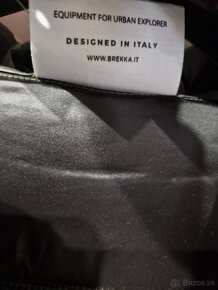 EQUIPMENT FOR URBAN EXPLORER
DESIGNED IN ITALY
WWW.BREKKA.IT
Bazos.sk